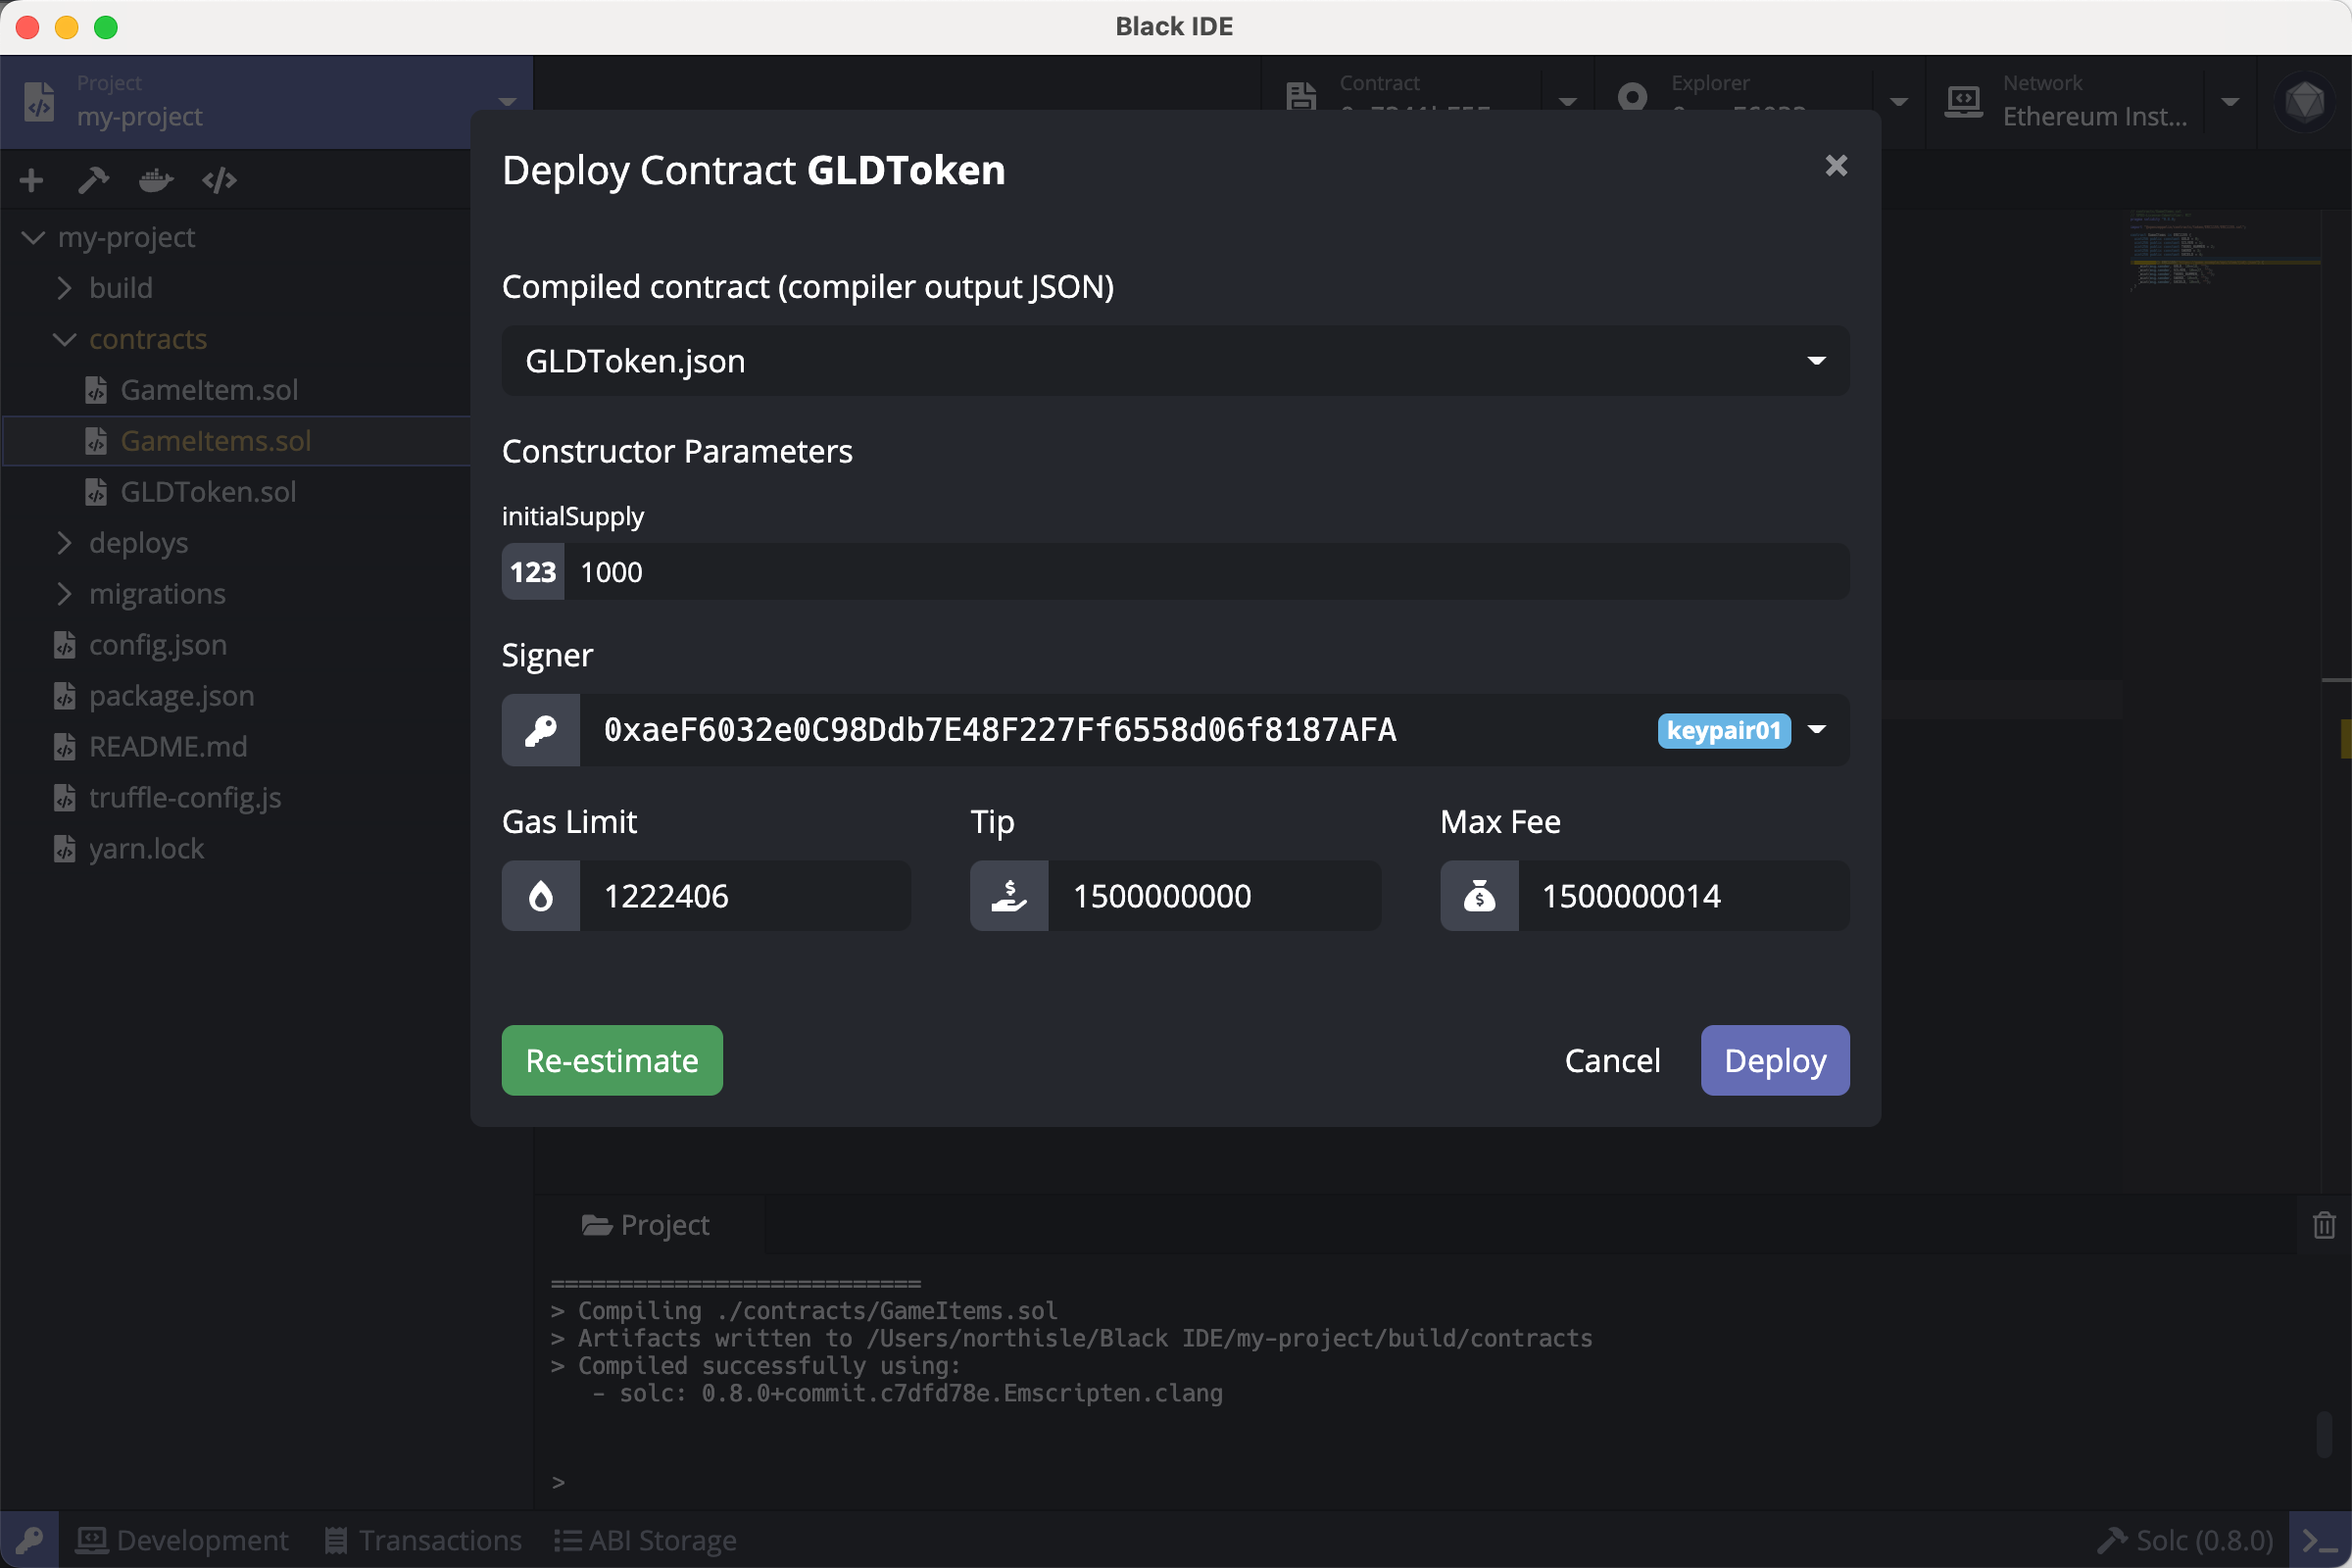 Black IDE
Project
my-project
Contract
Explorer
Network
Ethereum Inst...
Deploy Contract GLDToken
my-project
build
contracts
GameItem.sol
GameItems.sol
GLDToken.sol
deploys
migrations
config.json
package.json
README.md
truffle-config.js
yarn.lock
Compiled contract (compiler output JSON)
GLDToken.json
Constructor Parameters
initialSupply
123 1000
Signer
0xaeF6032e0C98Ddb7E48F227Ff6558d06f8187AFA keypair01
Gas Limit Tip Max Fee
1222406 1500000000 1500000014
Re-estimate Cancel Deploy
Project
===========================
> Compiling ./contracts/GameItems.sol
> Artifacts written to /Users/northisle/Black IDE/my-project/build/contracts
> Compiled successfully using:
- solc: 0.8.0+commit.c7dfd78e.Emscripten.clang
>
Development Transactions ABI Storage Solc (0.8.0)